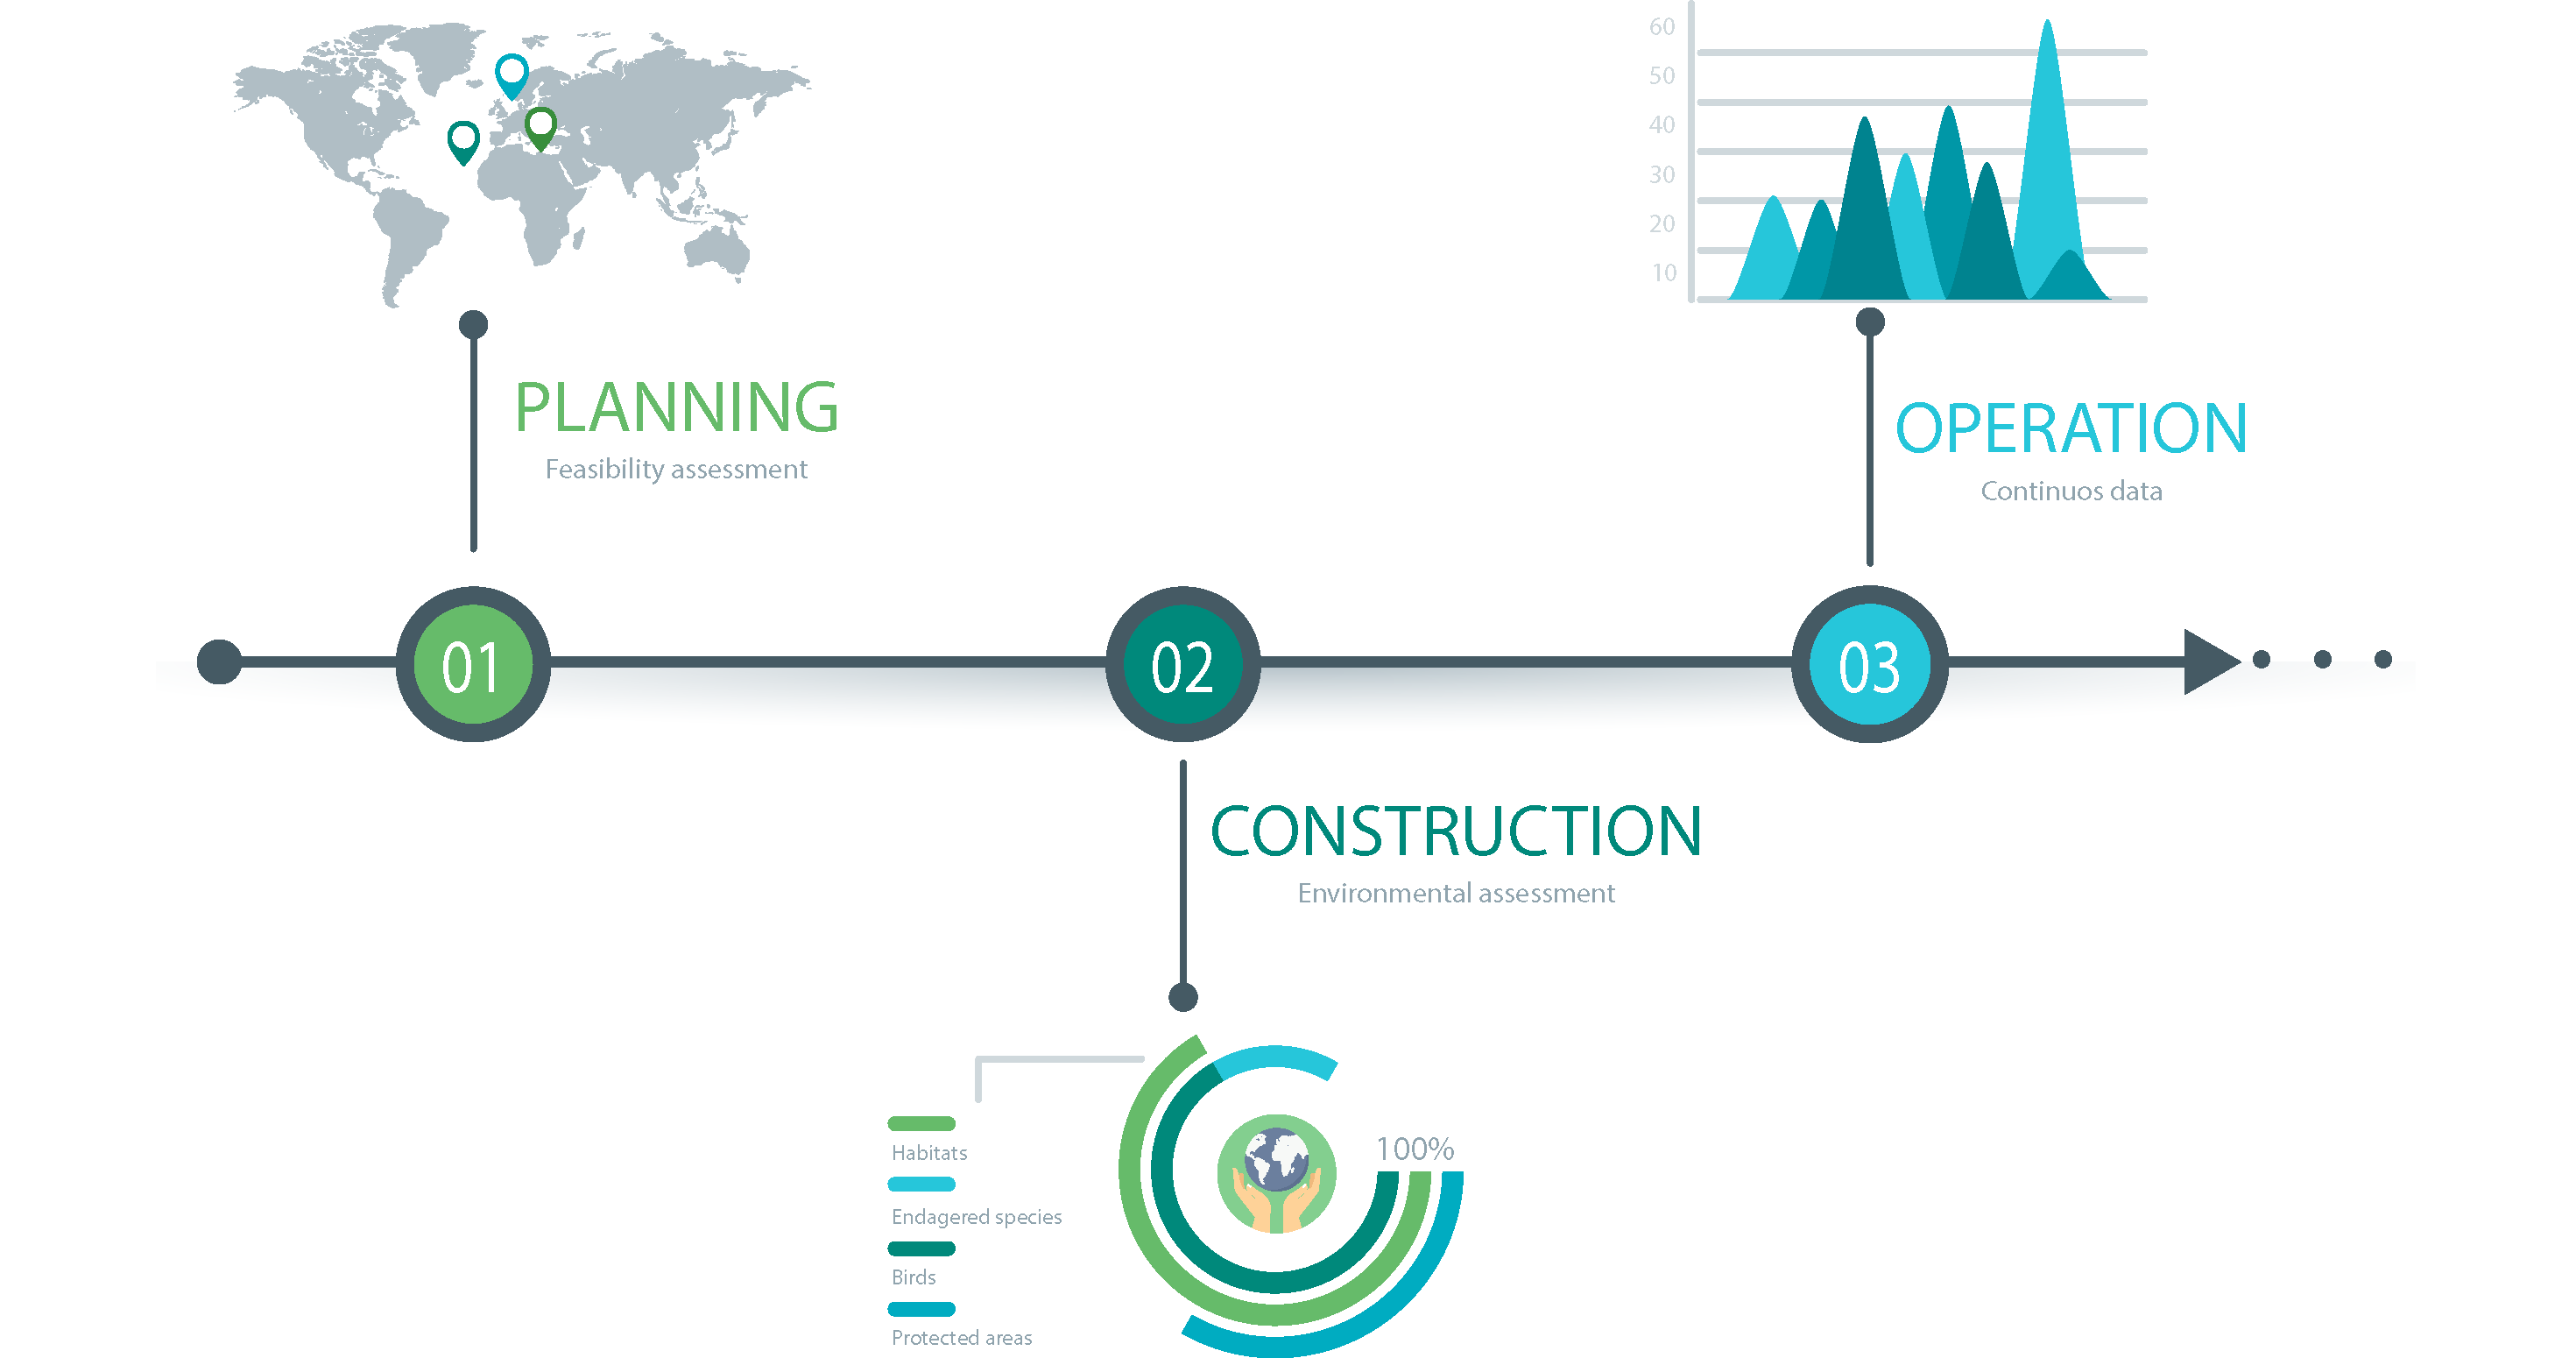 PLANNING
Feasibility assessment
60
50
40
30
20
10
OPERATION
Continuos data
01
02
03
CONSTRUCTION
Environmental assessment
100%
Habitats
Endagered species
Birds
Protected areas